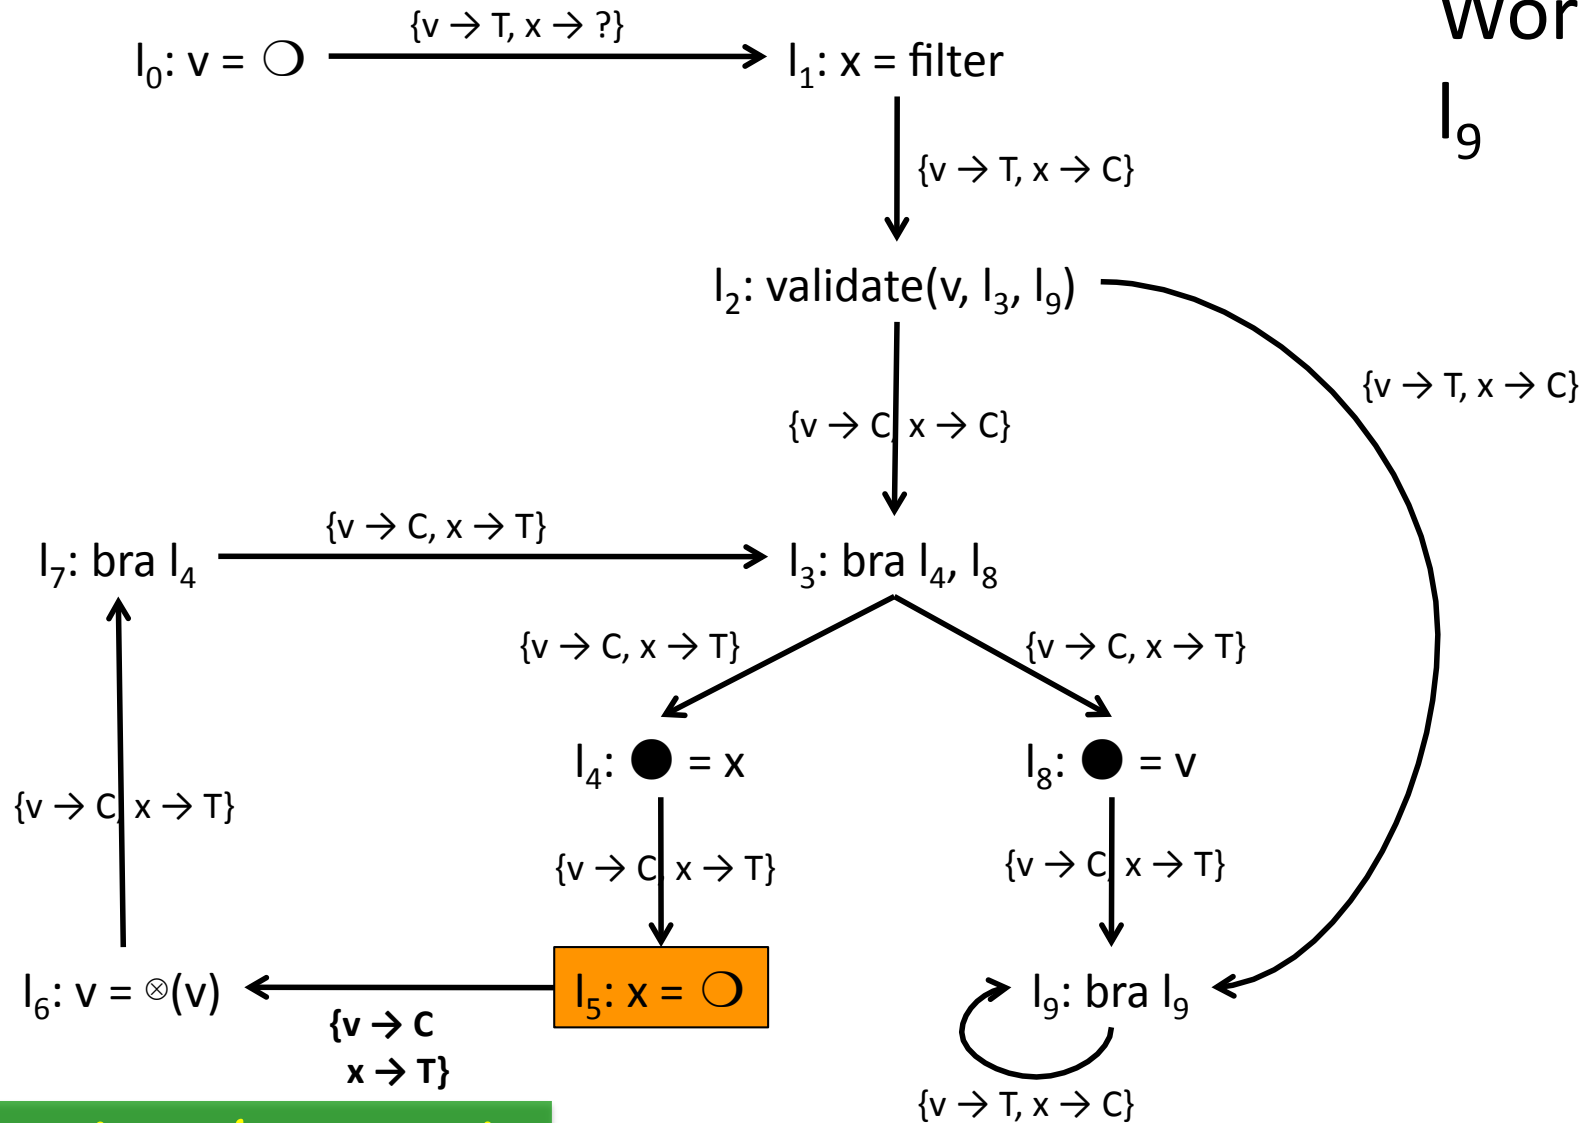 {v → T, x → ?}
l₀: v = ❍
l₁: x = filter
l₉
{v → T, x → C}
l₂: validate(v, l₃, l₉)
{v → T, x → C}
{v → C, x → C}
{v → C, x → T}
l₇: bra l₄
l₃: bra l₄, l₈
{v → C, x → T}
{v → C, x → T}
l₄: ● = x
l₈: ● = v
{v → C, x → T}
{v → C, x → T}
{v → C, x → T}
l₆: v = ⊗(v)
l₅: x = ❍
l₉: bra l₉
{v → C
x → T}
{v → T, x → C}